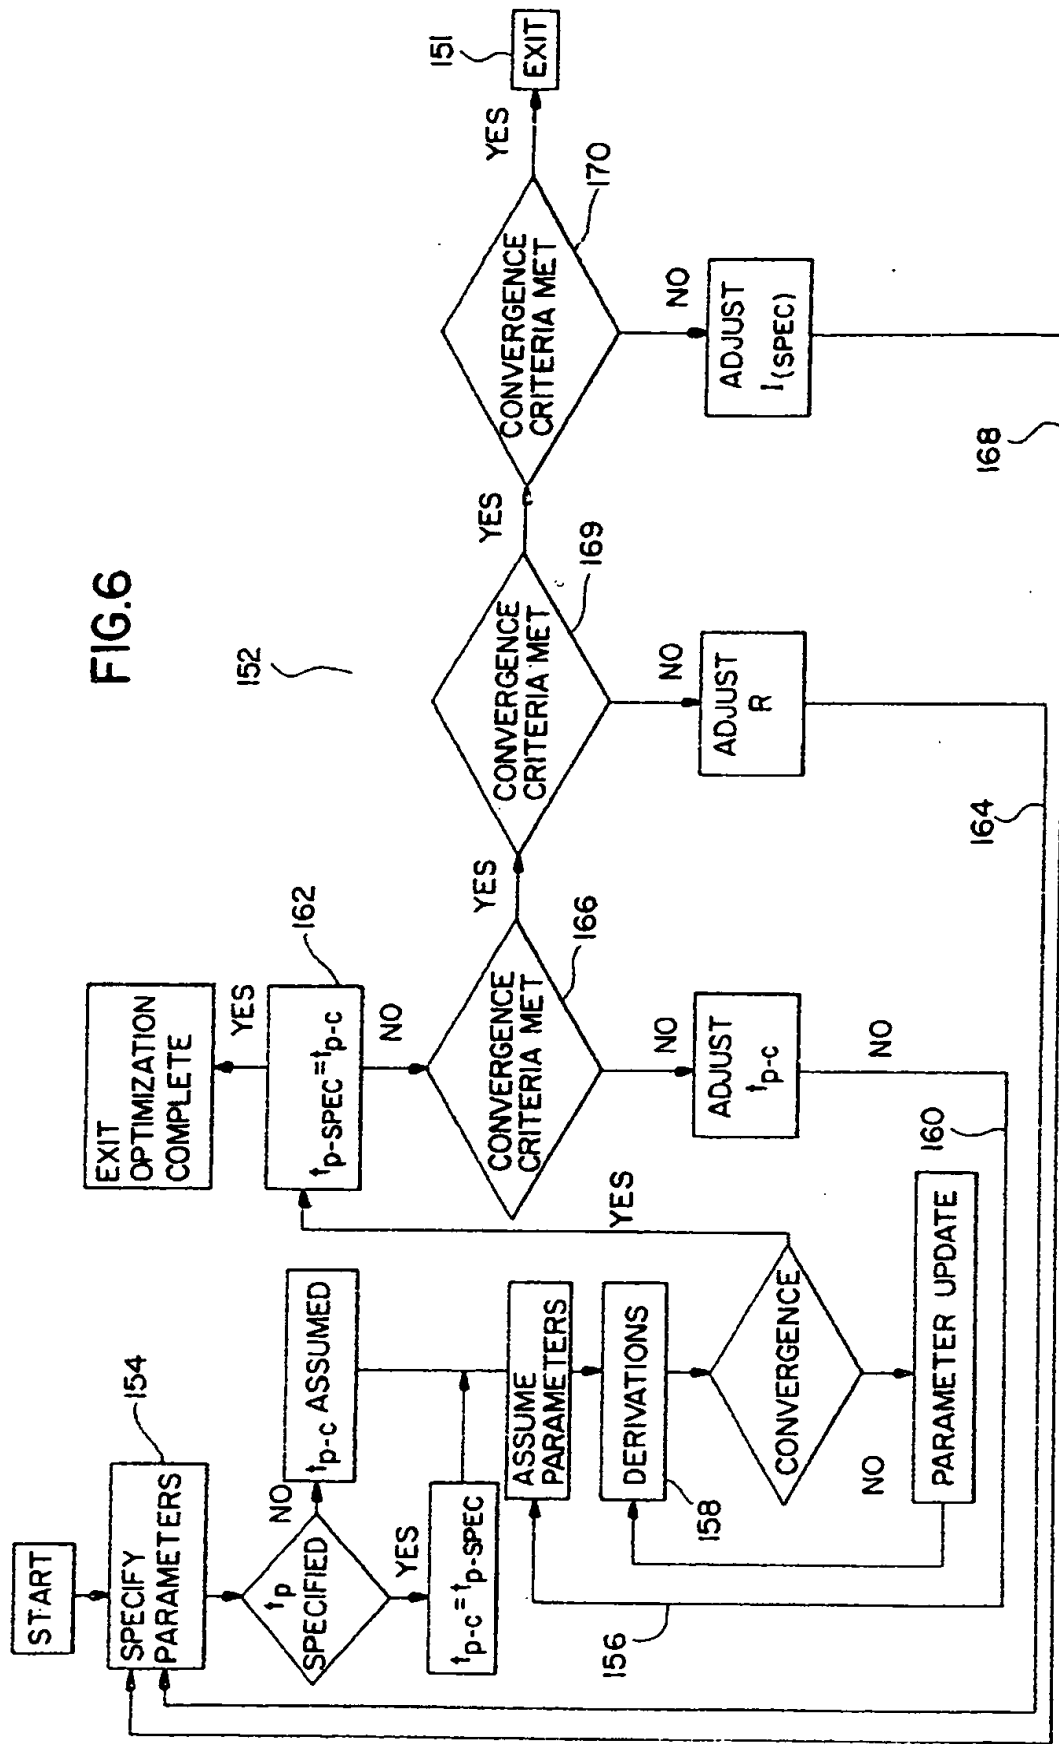 FIG.6
152
START
SPECIFY
PARAMETERS
154
tp
SPECIFIED
NO
tp-c ASSUMED
YES
tp-c = tp-SPEC
ASSUME
PARAMETERS
156
DERIVATIONS
158
CONVERGENCE
NO
PARAMETER UPDATE
YES
160
EXIT
OPTIMIZATION
COMPLETE
YES
tp-SPEC = tp-c
162
NO
CONVERGENCE
CRITERIA MET
166
NO
ADJUST
tp-c
NO
YES
CONVERGENCE
CRITERIA MET
169
NO
ADJUST
R
164
YES
CONVERGENCE
CRITERIA MET
170
NO
ADJUST
I(SPEC)
168
YES
EXIT
151